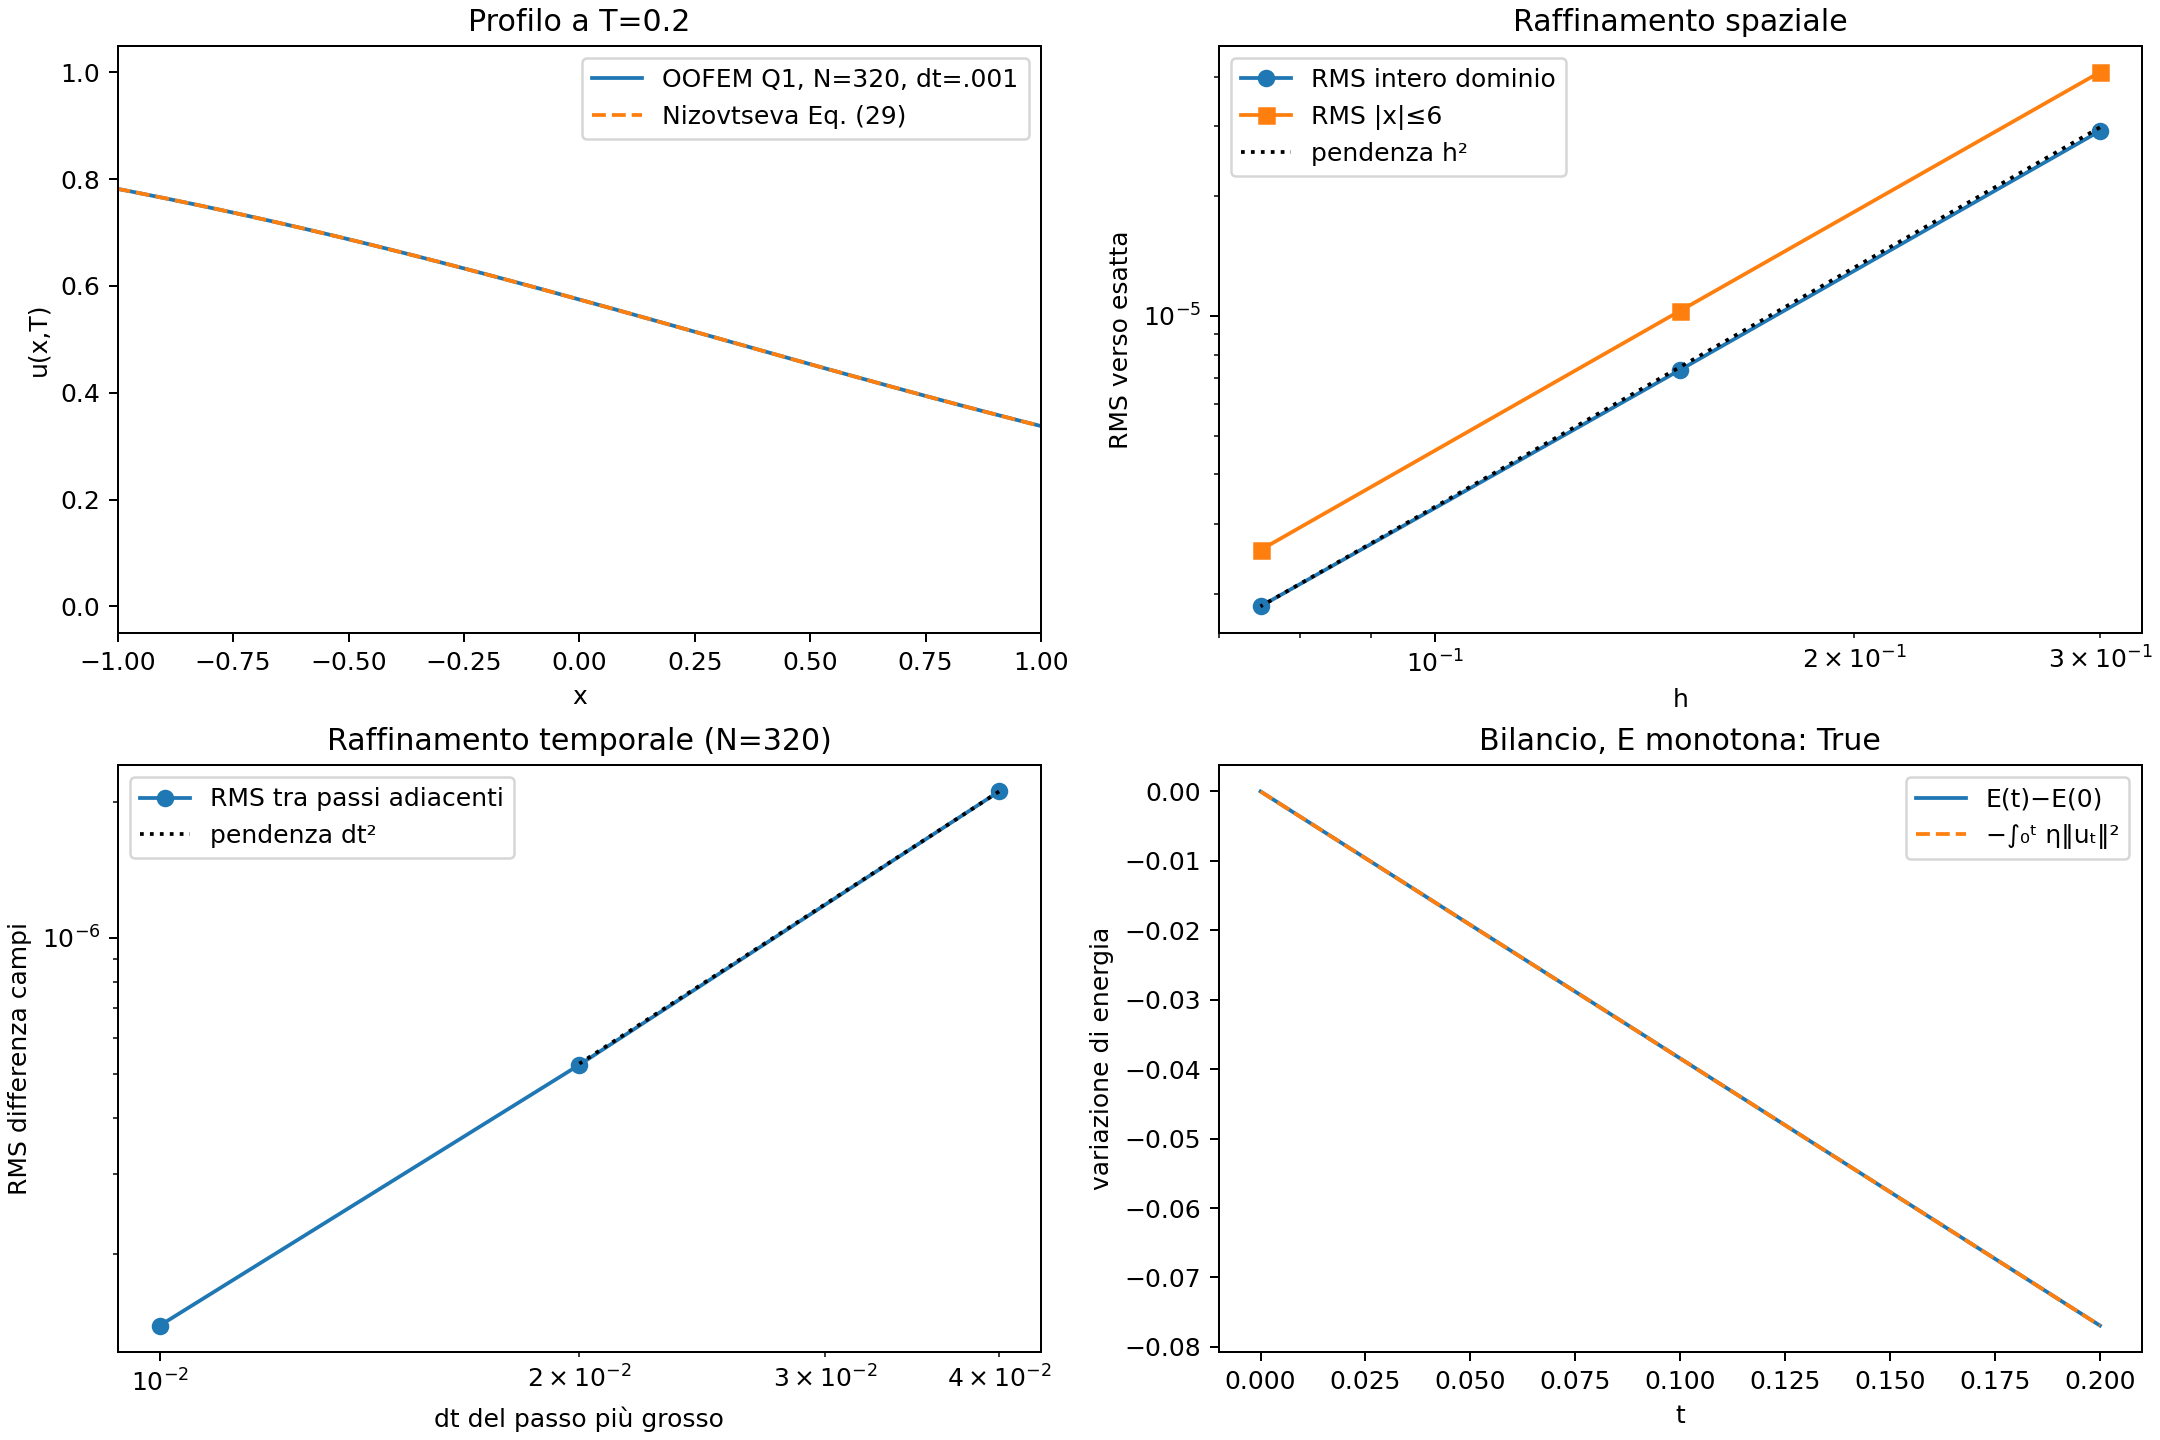 Profilo a T=0.2
OOFEM Q1, N=320, dt=.001
Nizovtseva Eq. (29)
u(x,T)
1.0
0.8
0.6
0.4
0.2
0.0
−1.00 −0.75 −0.50 −0.25 0.00 0.25 0.50 0.75 1.00
x
Raffinamento spaziale
RMS intero dominio
RMS |x|≤6
pendenza h²
RMS verso esatta
10⁻⁵
10⁻¹ 2 × 10⁻¹ 3 × 10⁻¹
h
Raffinamento temporale (N=320)
RMS tra passi adiacenti
pendenza dt²
RMS differenza campi
10⁻⁶
10⁻² 2 × 10⁻² 3 × 10⁻² 4 × 10⁻²
dt del passo più grosso
Bilancio, E monotona: True
E(t)−E(0)
−∫₀ᵗ η‖uₜ‖²
variazione di energia
0.00
−0.01
−0.02
−0.03
−0.04
−0.05
−0.06
−0.07
−0.08
0.000 0.025 0.050 0.075 0.100 0.125 0.150 0.175 0.200
t